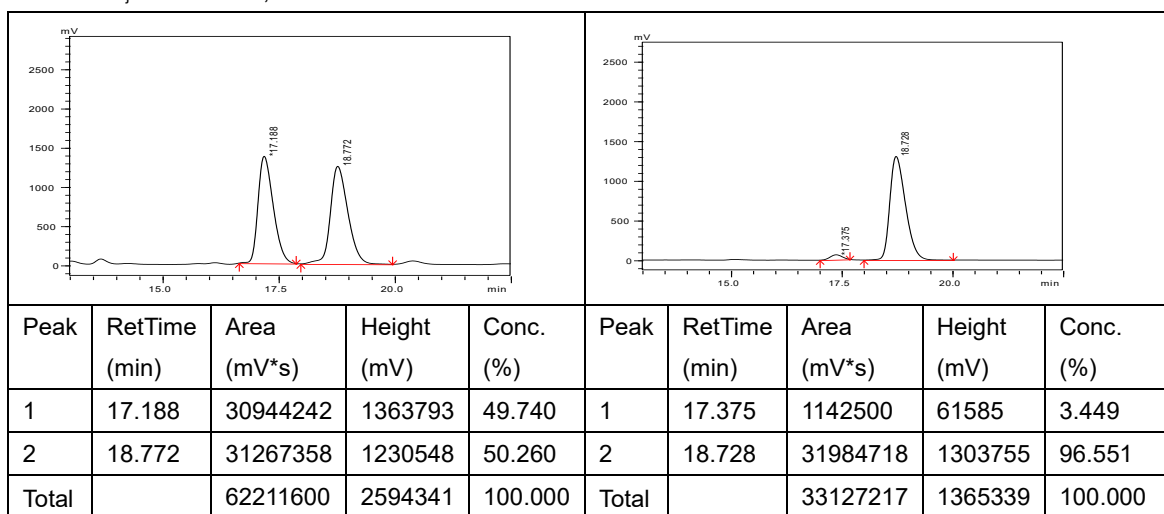 mV
2500
2000
1500
1000
500
0
*17.188
18.772
15.0 17.5 20.0 min
mV
2500
2000
1500
1000
500
0
*17.375
18.728
15.0 17.5 20.0 min
Peak RetTime Area Height Conc. Peak RetTime Area Height Conc.
(min) (mV*s) (mV) (%) (min) (mV*s) (mV) (%)
1 17.188 30944242 1363793 49.740 1 17.375 1142500 61585 3.449
2 18.772 31267358 1230548 50.260 2 18.728 31984718 1303755 96.551
Total 62211600 2594341 100.000 Total 33127217 1365339 100.000